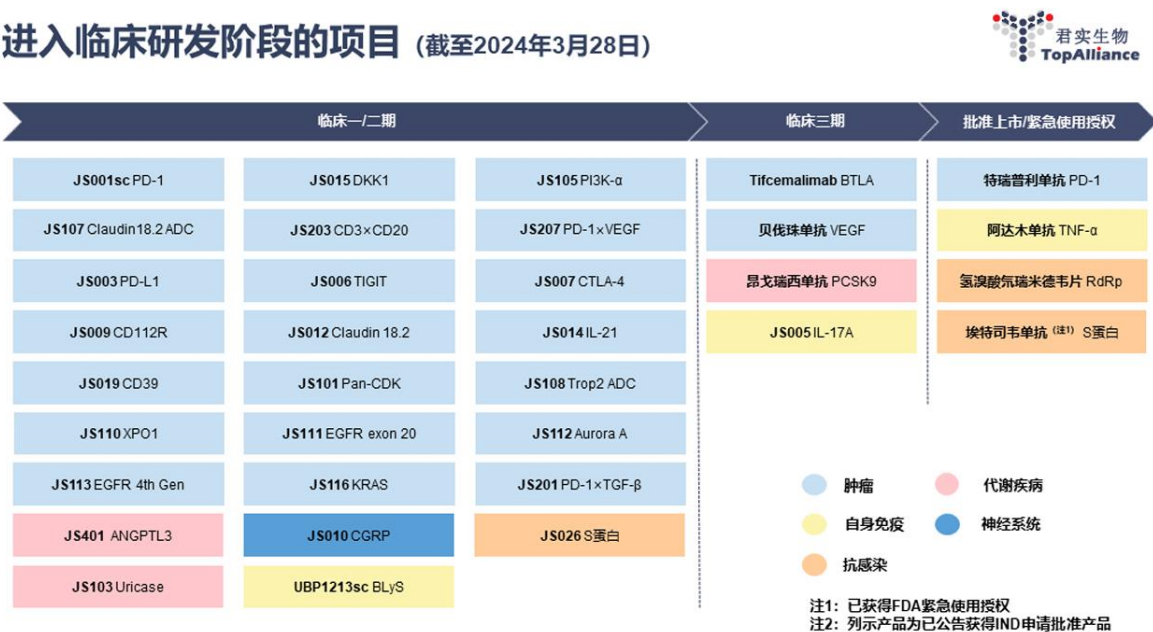 进入临床研发阶段的项目 (截至2024年3月28日)
君实生物
TopAlliance
临床一/二期
临床三期
批准上市/紧急使用授权
JS001sc PD-1
JS015 DKK1
JS105 PI3K-α
Tifcemalimab BTLA
特瑞普利单抗 PD-1
JS107 Claudin18.2 ADC
JS203 CD3×CD20
JS207 PD-1×VEGF
贝伐珠单抗 VEGF
阿达木单抗 TNF-α
JS003 PD-L1
JS006 TIGIT
JS007 CTLA-4
昂戈瑞西单抗 PCSK9
氢溴酸氘瑞米德韦片 RdRp
JS009 CD112R
JS012 Claudin 18.2
JS014 IL-21
JS005 IL-17A
埃特司韦单抗 (注1) S蛋白
JS019 CD39
JS101 Pan-CDK
JS108 Trop2 ADC
JS110 XPO1
JS111 EGFR exon 20
JS112 Aurora A
JS113 EGFR 4th Gen
JS116 KRAS
JS201 PD-1×TGF-β
JS401 ANGPTL3
JS010 CGRP
JS026 S蛋白
JS103 Uricase
UBP1213sc BLyS
肿瘤
代谢疾病
自身免疫
神经系统
抗感染
注1：已获得FDA紧急使用授权
注2：列示产品为已公告获得IND申请批准产品